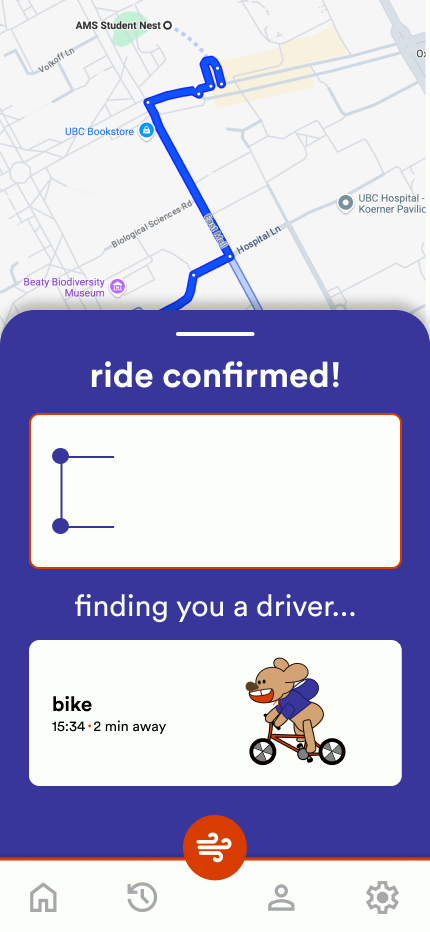 AMS Student Nest
Ox
Volkoff Ln
UBC Bookstore
UBC Hospital -
Koerner Pavilio
Biological Sciences Rd
East Mall
Hospital Ln
Beaty Biodiversity
Museum
ride confirmed!
finding you a driver...
bike
15:34 • 2 min away